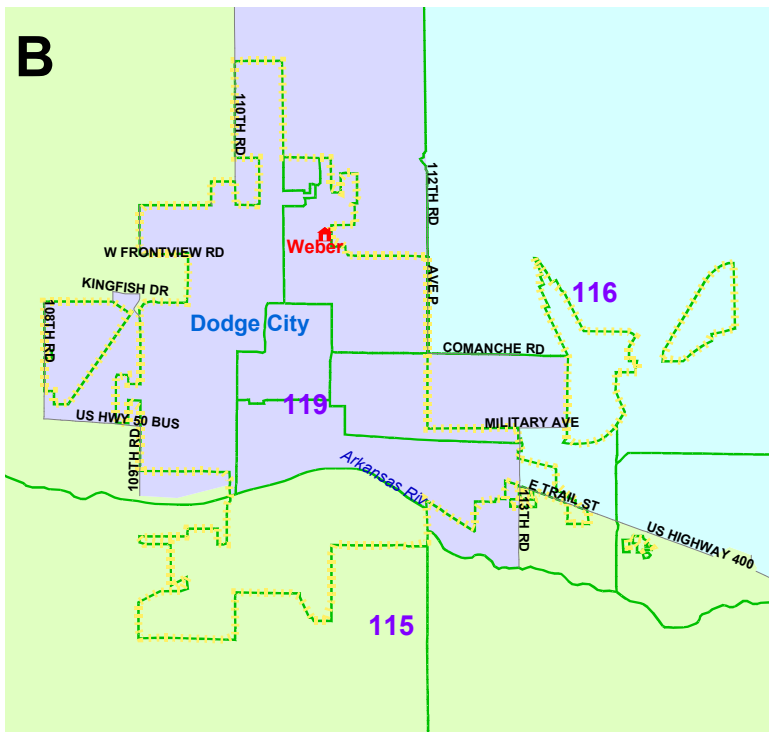 B
110TH RD
112TH RD
Weber
W FRONTVIEW RD
KINGFISH DR
AVE P
116
108TH RD
Dodge City
COMANCHE RD
119
US HWY 50 BUS
MILITARY AVE
109TH RD
Arkansas Riv
E TRAIL ST
113TH RD
US HIGHWAY 400
115